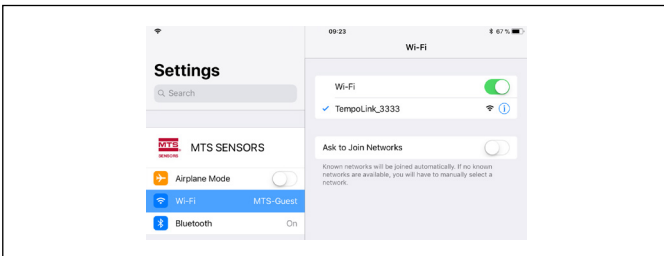 09:23
67 %
Wi-Fi
Settings
Search
Wi-Fi
TempoLink_3333
MTS
SENSORS
MTS SENSORS
Ask to Join Networks
Known networks will be joined automatically. If no known
networks are available, you will have to manually select a
network.
Airplane Mode
Wi-Fi MTS-Guest
Bluetooth On